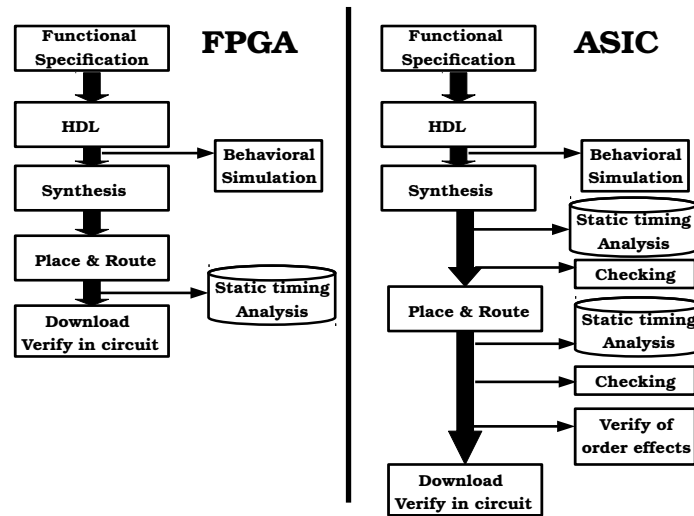 FPGA
Functional
Specification
HDL
Behavioral
Simulation
Synthesis
Place & Route
Static timing
Analysis
Download
Verify in circuit
ASIC
Functional
Specification
HDL
Behavioral
Simulation
Synthesis
Static timing
Analysis
Checking
Place & Route
Static timing
Analysis
Checking
Verify of
order effects
Download
Verify in circuit